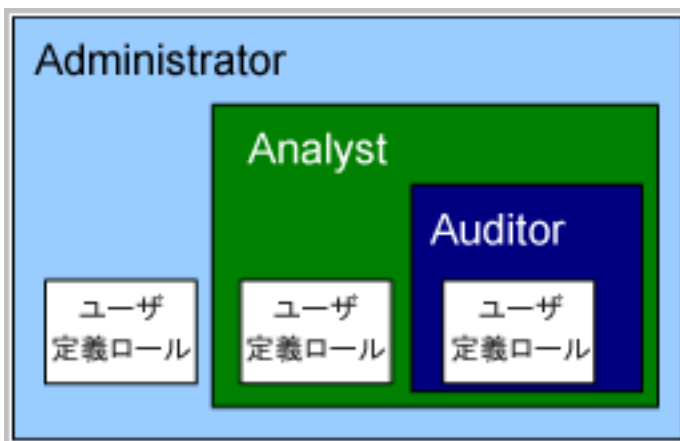 Administrator
Analyst
Auditor
ユーザ
定義ロール
ユーザ
定義ロール
ユーザ
定義ロール